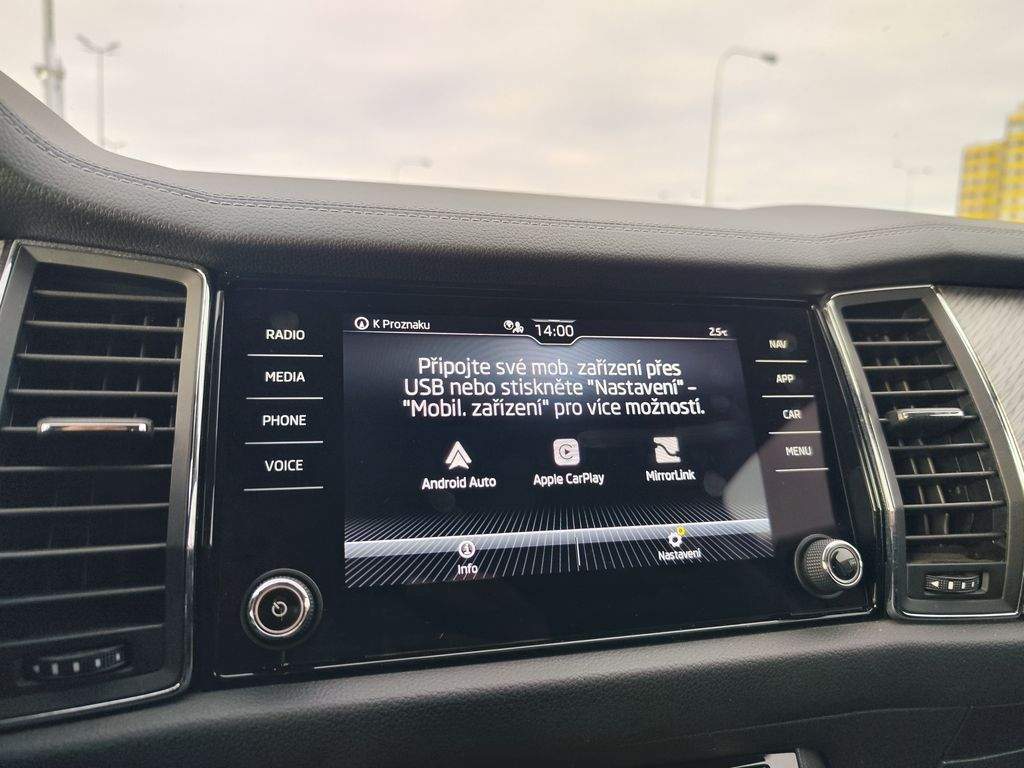 K Proznaku
14:00
2.5°C
Připojte své mob. zařízení přes
USB nebo stiskněte "Nastavení" -
"Mobil. zařízení" pro více možností.
Android Auto
Apple CarPlay
MirrorLink
Info
Nastavení
RADIO
MEDIA
PHONE
VOICE
NAV
APP
CAR
MENU